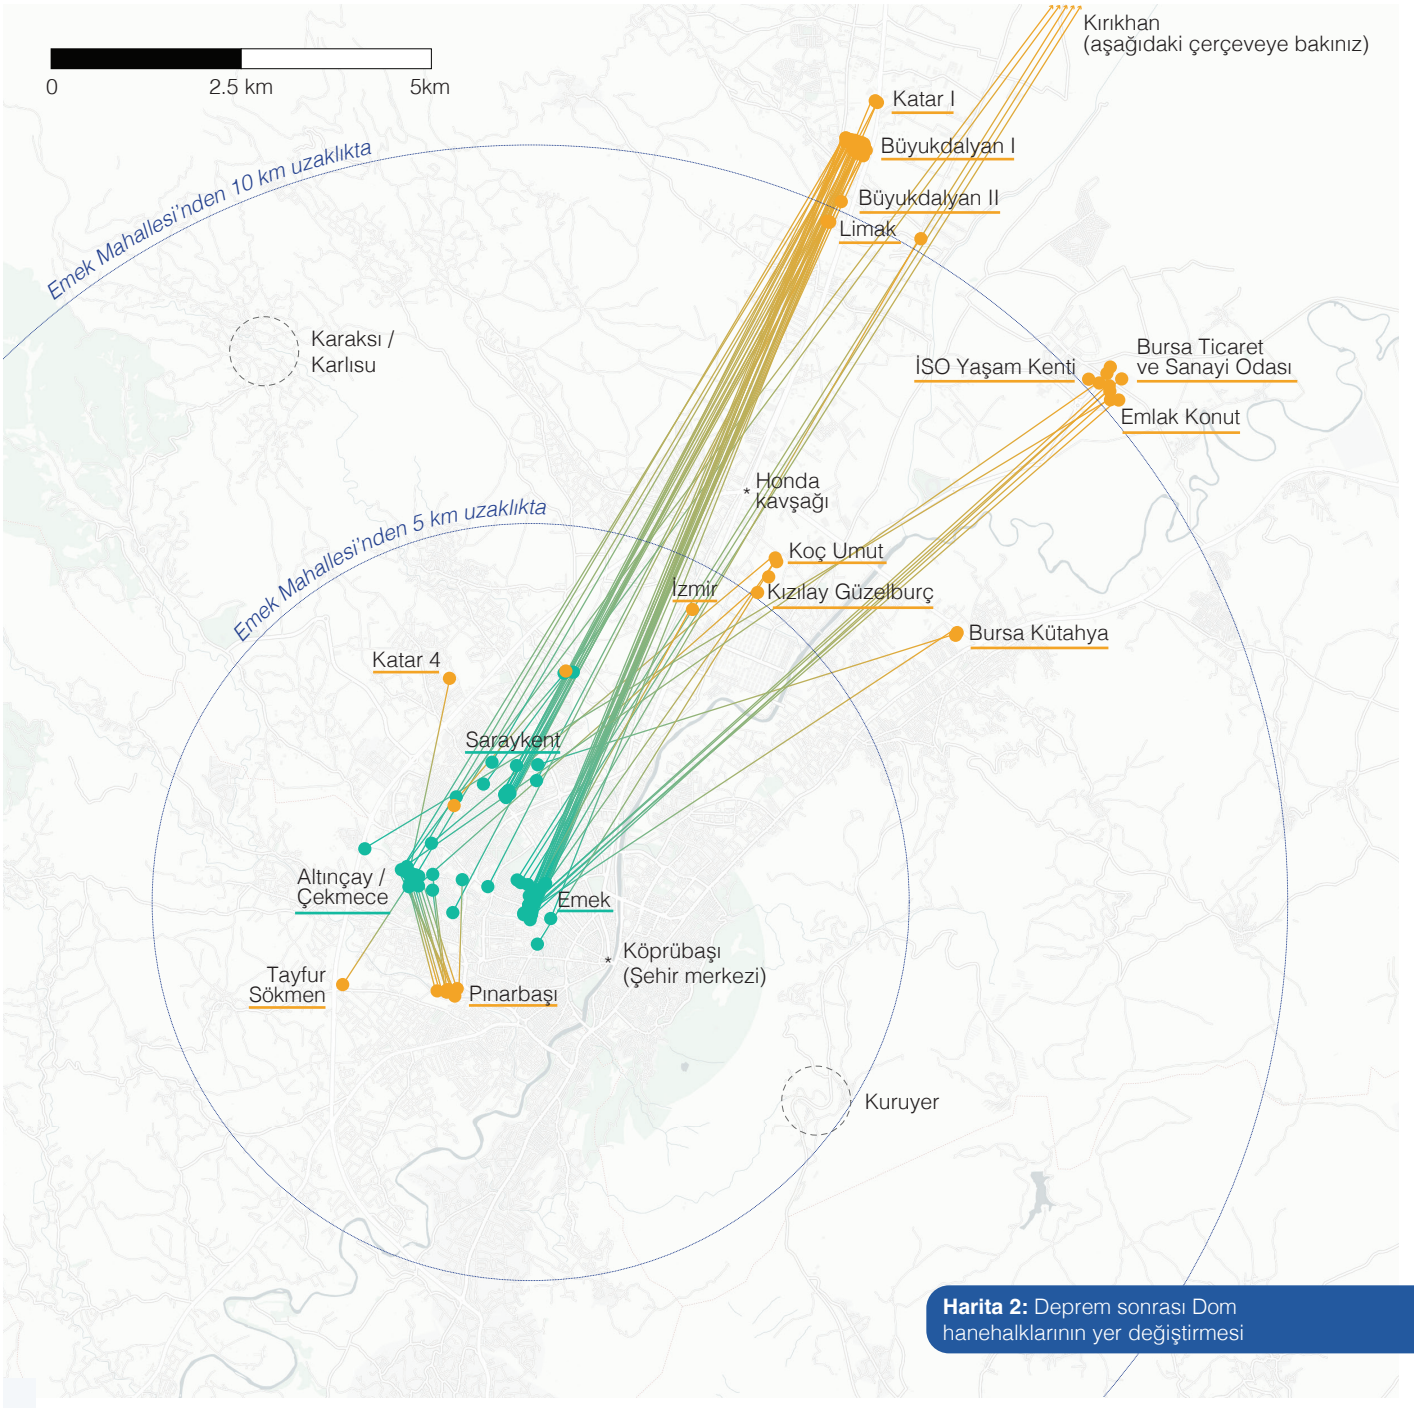 Kırıkhan
(aşağıdaki çerçeveye bakınız)
0
2.5 km
5km
Katar I
Büyukdalyan I
Emek Mahallesi'nden 10 km uzaklıkta
Büyukdalyan II
Limak
Karaksı /
Karlısu
Bursa Ticaret
ve Sanayi Odası
İSO Yaşam Kenti
Emlak Konut
* Honda
kavşağı
Emek Mahallesi'nden 5 km uzaklıkta
Koç Umut
İzmir
Kızılay Güzelburç
Bursa Kütahya
Katar 4
Saraykent
Altınçay /
Çekmece
Emek
* Köprübaşı
(Şehir merkezi)
Tayfur
Sökmen
Pınarbaşı
Kuruyer
Harita 2: Deprem sonrası Dom
hanehalklarının yer değiştirmesi